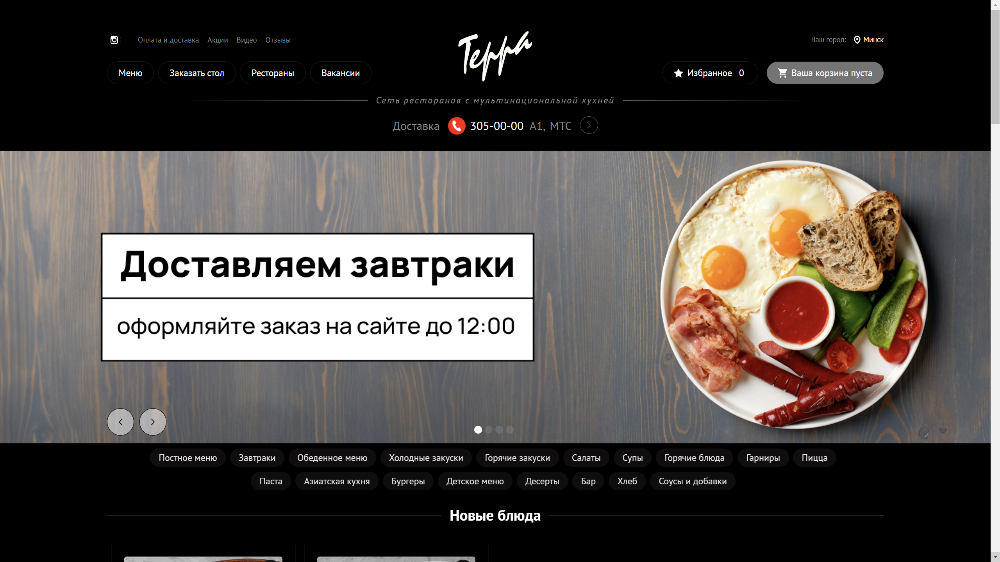 Оплата и доставка Акции Видео Отзывы
Терра
Ваш город: Минск
Меню Заказать стол Рестораны Вакансии
Избранное 0 Ваша корзина пуста
Сеть ресторанов с мультинациональной кухней
Доставка 305-00-00 A1, МТС
Доставляем завтраки
оформляйте заказ на сайте до 12:00
Постное меню Завтраки Обеденное меню Холодные закуски Горячие закуски Салаты Супы Горячие блюда Гарниры Пицца
Паста Азиатская кухня Бургеры Детское меню Десерты Бар Хлеб Соусы и добавки
Новые блюда